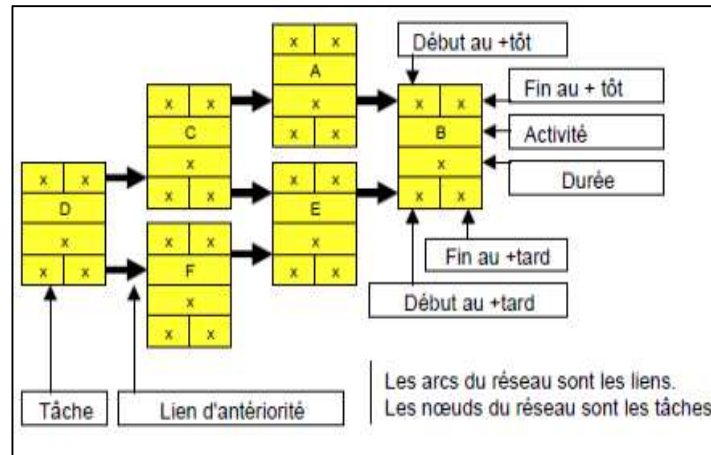 x x
A
x
x x
Début au +tôt
x x
C
x
x x
x x
B
x
x x
Fin au + tôt
Activité
Durée
x x
D
x
x x
x x
E
x
x x
x x
F
x
x x
Fin au +tard
Début au +tard
Tâche
Lien d'antériorité
Les arcs du réseau sont les liens.
Les nœuds du réseau sont les tâches